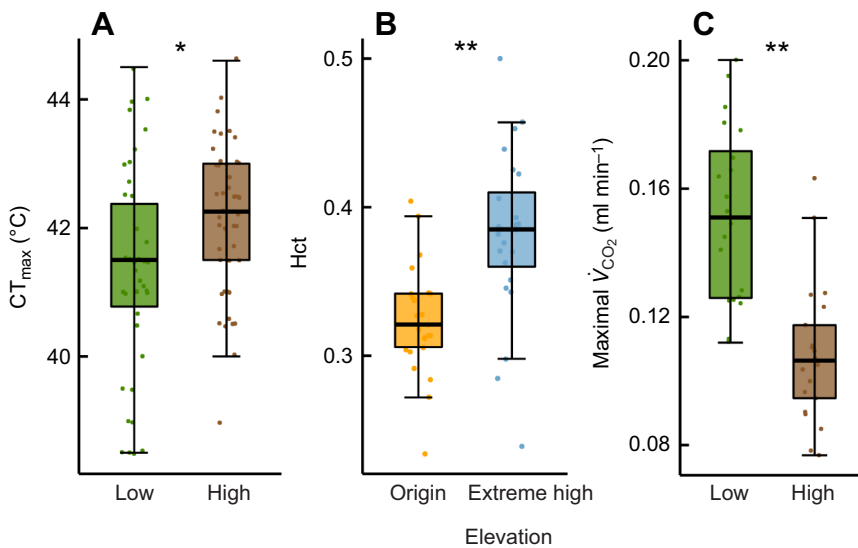 A
*
CTmax (°C)
44
42
40
Low
High
B
**
Hct
0.5
0.4
0.3
Origin
Extreme high
C
**
Maximal V̇CO2 (ml min–1)
0.20
0.16
0.12
0.08
Low
High
Elevation